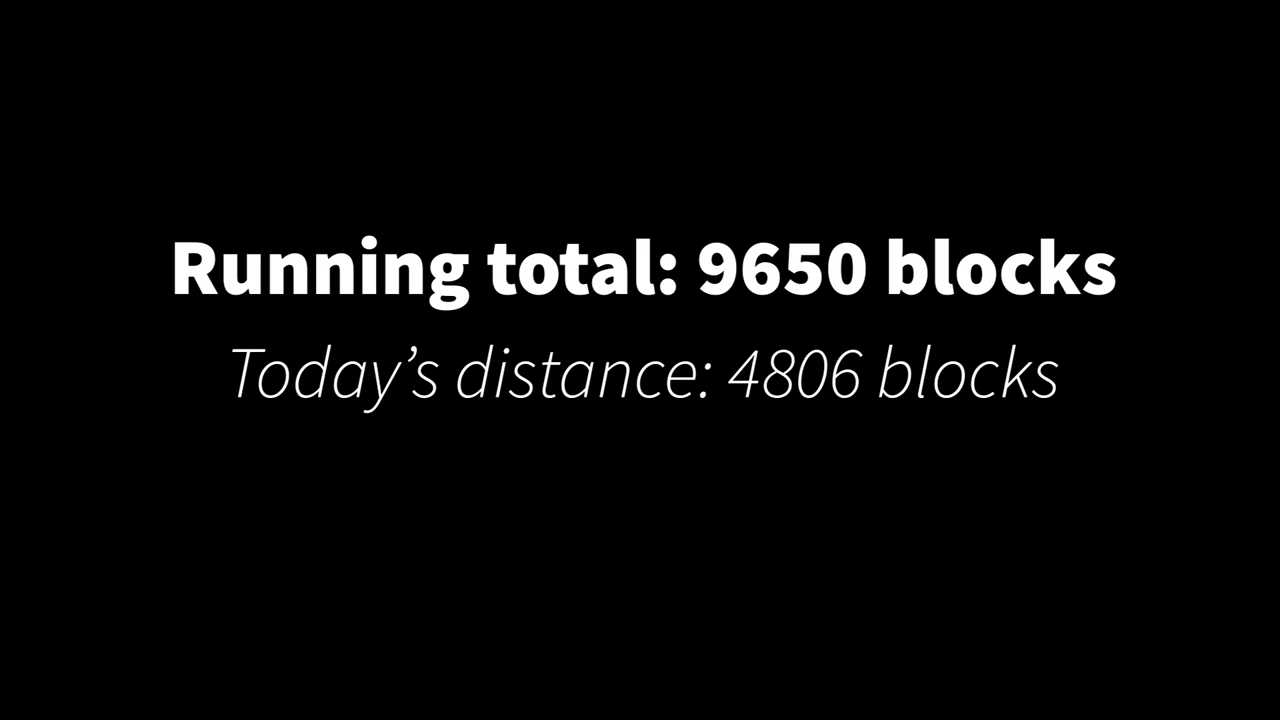 Running total: 9650 blocks
Today’s distance: 4806 blocks